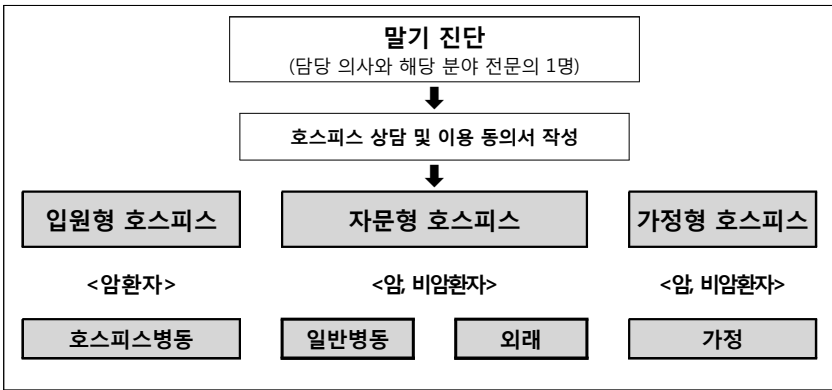 말기 진단
(담당 의사와 해당 분야 전문의 1명)
호스피스 상담 및 이용 동의서 작성
입원형 호스피스
자문형 호스피스
가정형 호스피스
<암환자>
<암, 비암환자>
<암, 비암환자>
호스피스병동
일반병동
외래
가정